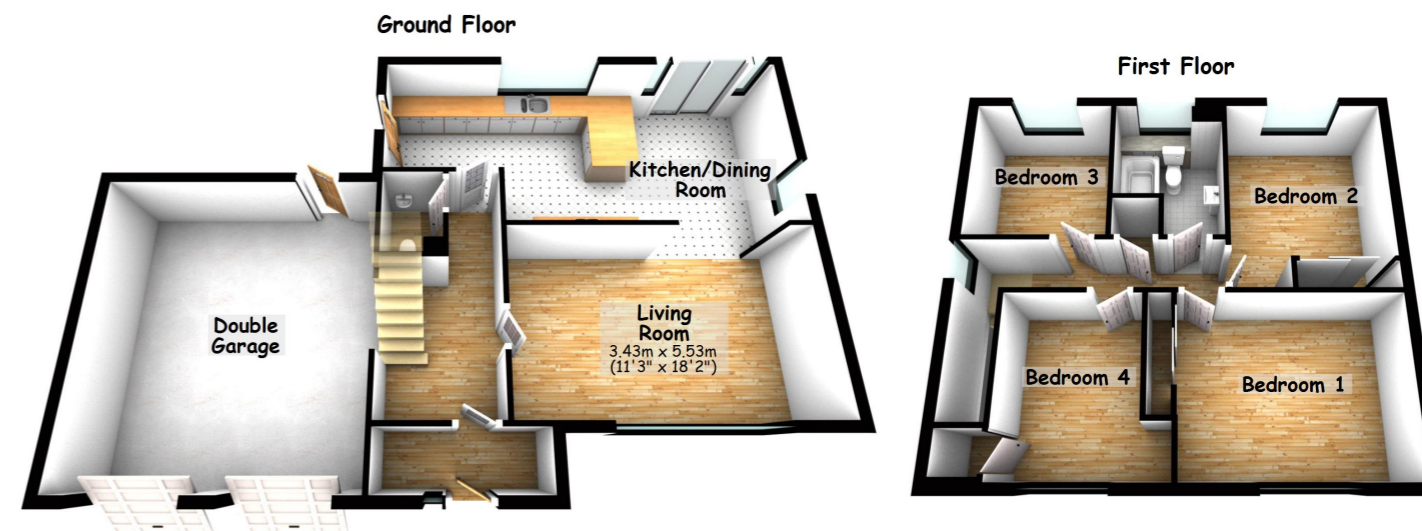 Ground Floor
First Floor
Kitchen/Dining
Room
Double
Garage
Living
Room
3.43m x 5.53m
(11'3" x 18'2")
Bedroom 3
Bedroom 2
Bedroom 4
Bedroom 1